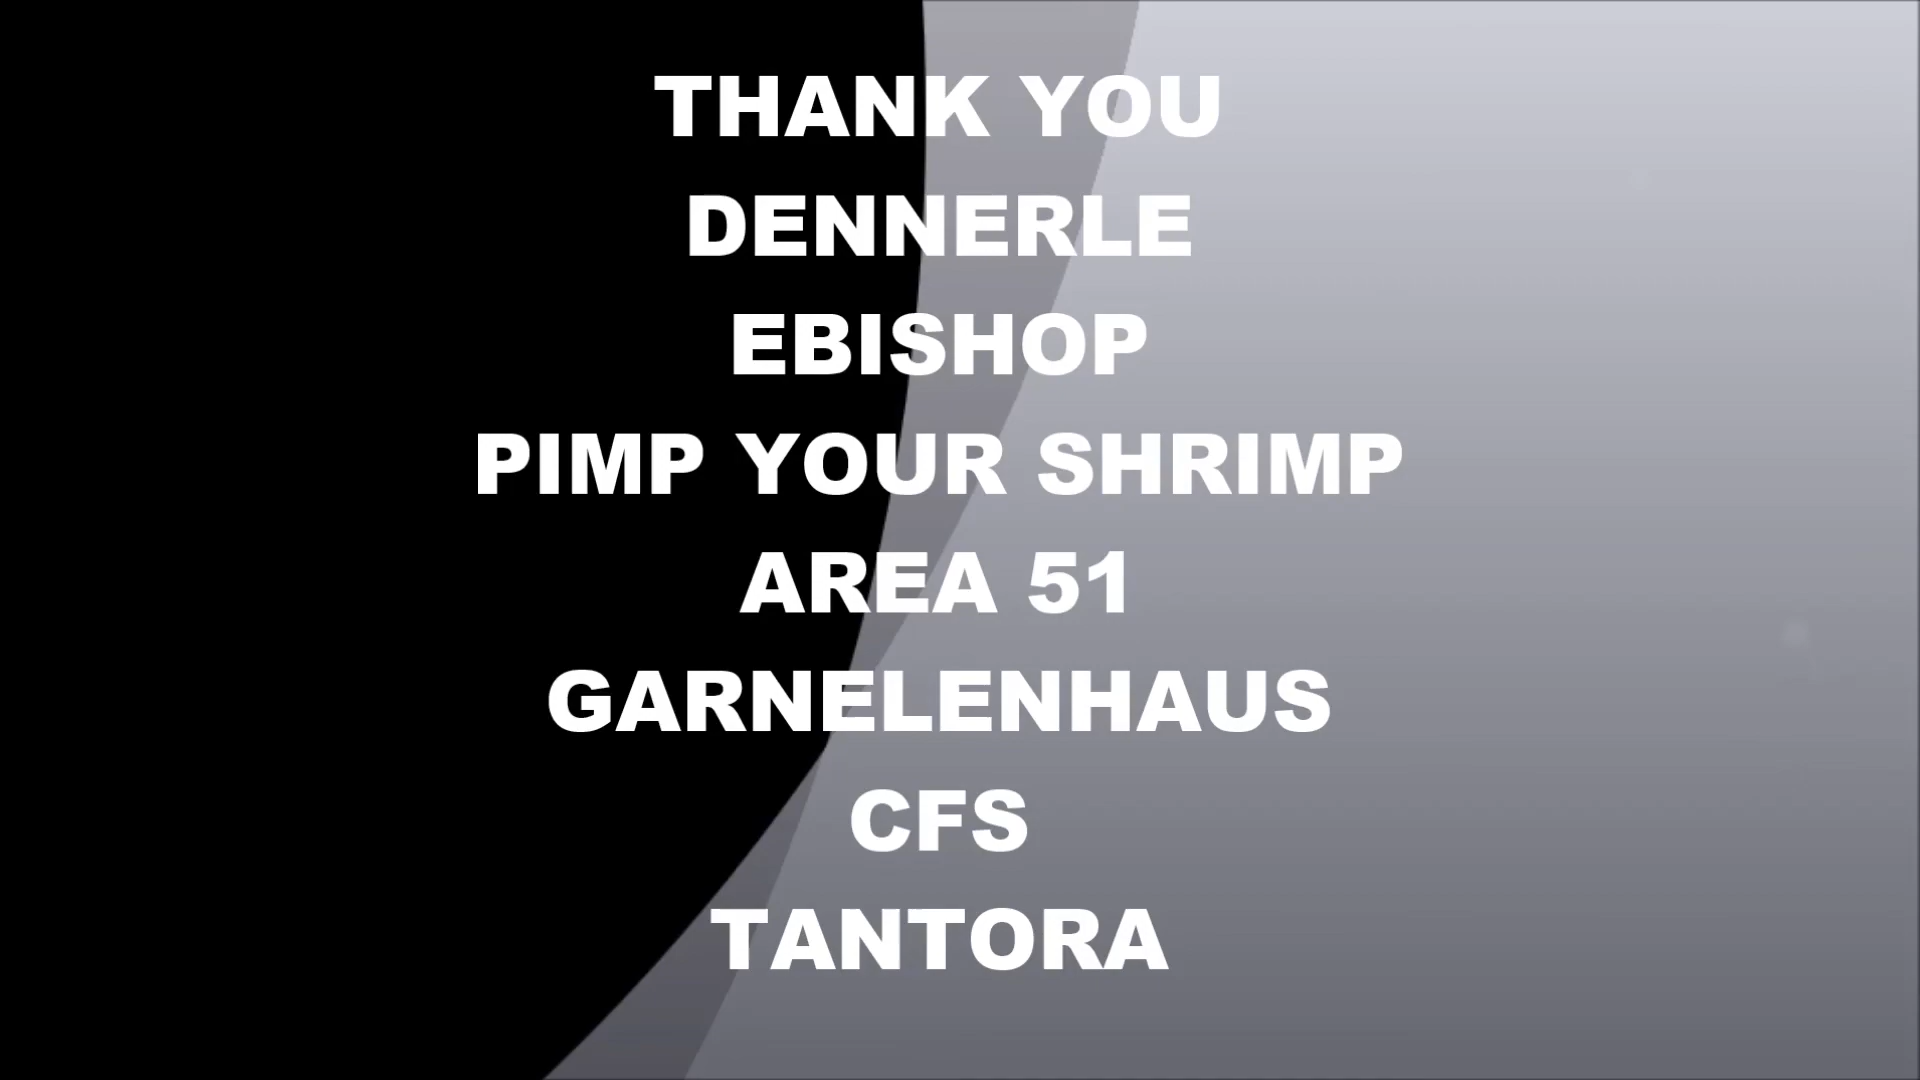 THANK YOU
DENNERLE
EBISHOP
PIMP YOUR SHRIMP
AREA 51
GARNELENHAUS
CFS
TANTORA